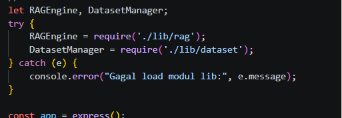 let RAGEngine, DatasetManager;
try {
    RAGEngine = require('./lib/rag');
    DatasetManager = require('./lib/dataset');
} catch (e) {
    console.error("Gagal load modul lib:", e.message);
}
const app = express();